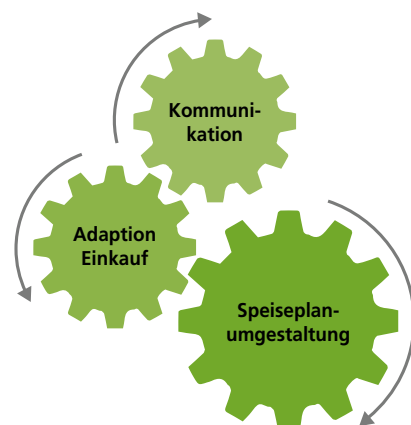 Kommuni-
kation
Adaption
Einkauf
Speiseplan-
umgestaltung